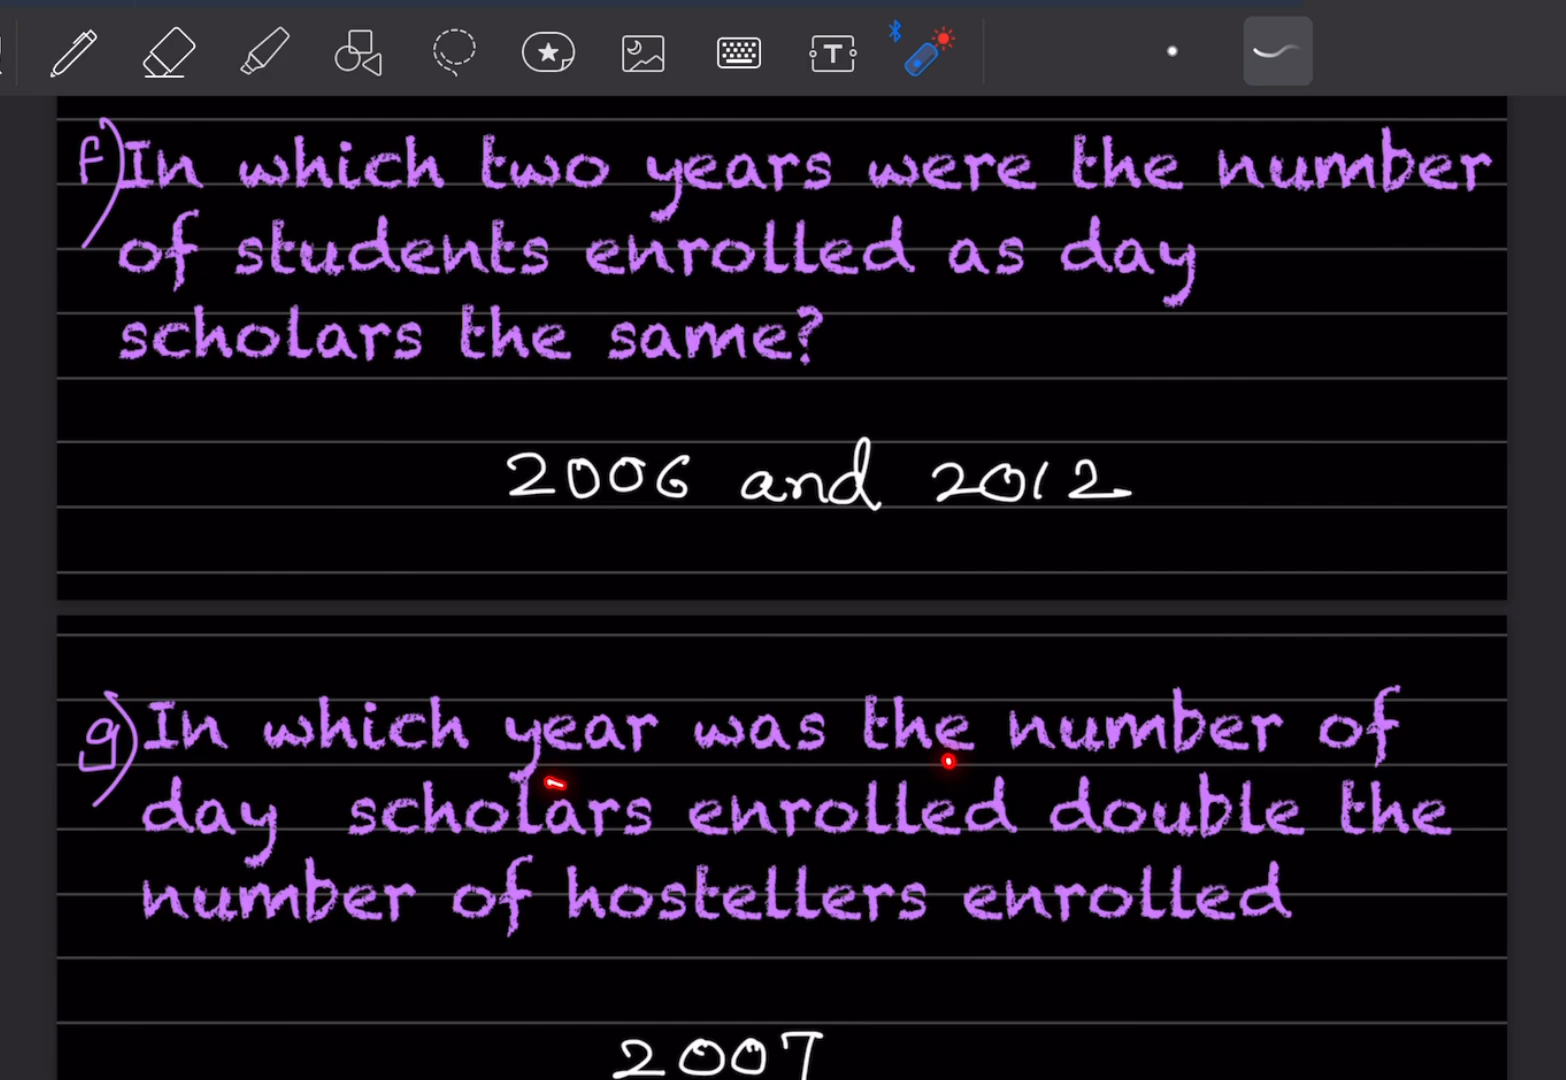 f) In which two years were the number
of students enrolled as day
scholars the same?
2006 and 2012
g) In which year was the number of
day scholars enrolled double the
number of hostellers enrolled
2007